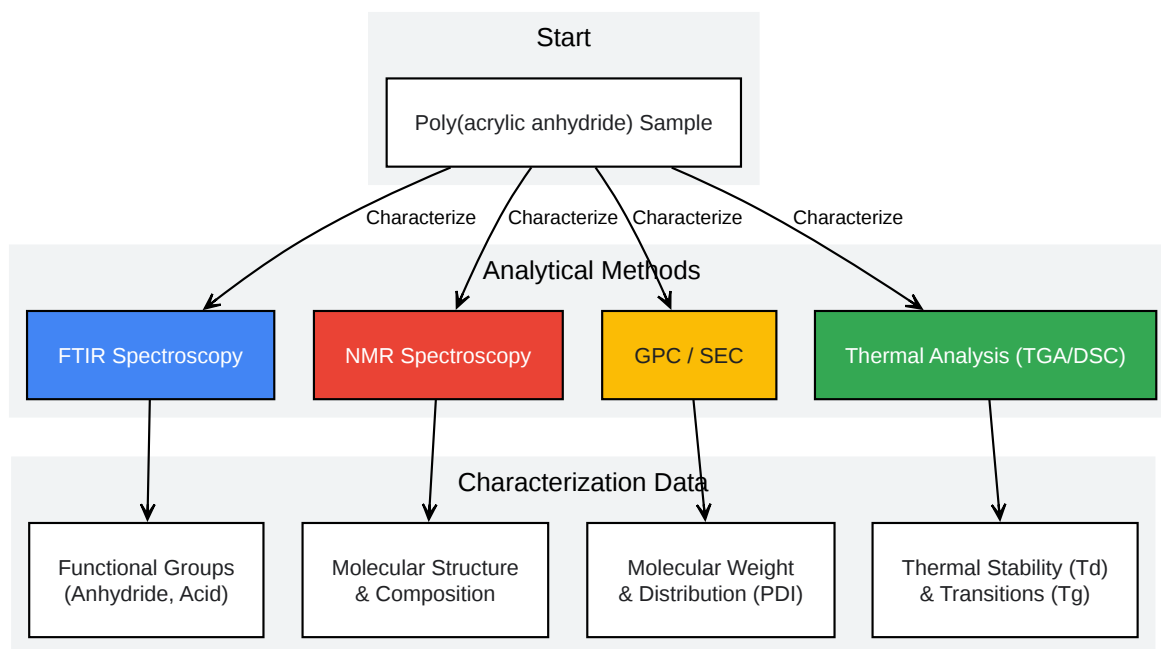 Start
Poly(acrylic anhydride) Sample
Characterize
Characterize
Characterize
Characterize
Analytical Methods
FTIR Spectroscopy
NMR Spectroscopy
GPC / SEC
Thermal Analysis (TGA/DSC)
Characterization Data
Functional Groups
(Anhydride, Acid)
Molecular Structure
& Composition
Molecular Weight
& Distribution (PDI)
Thermal Stability (Td)
& Transitions (Tg)